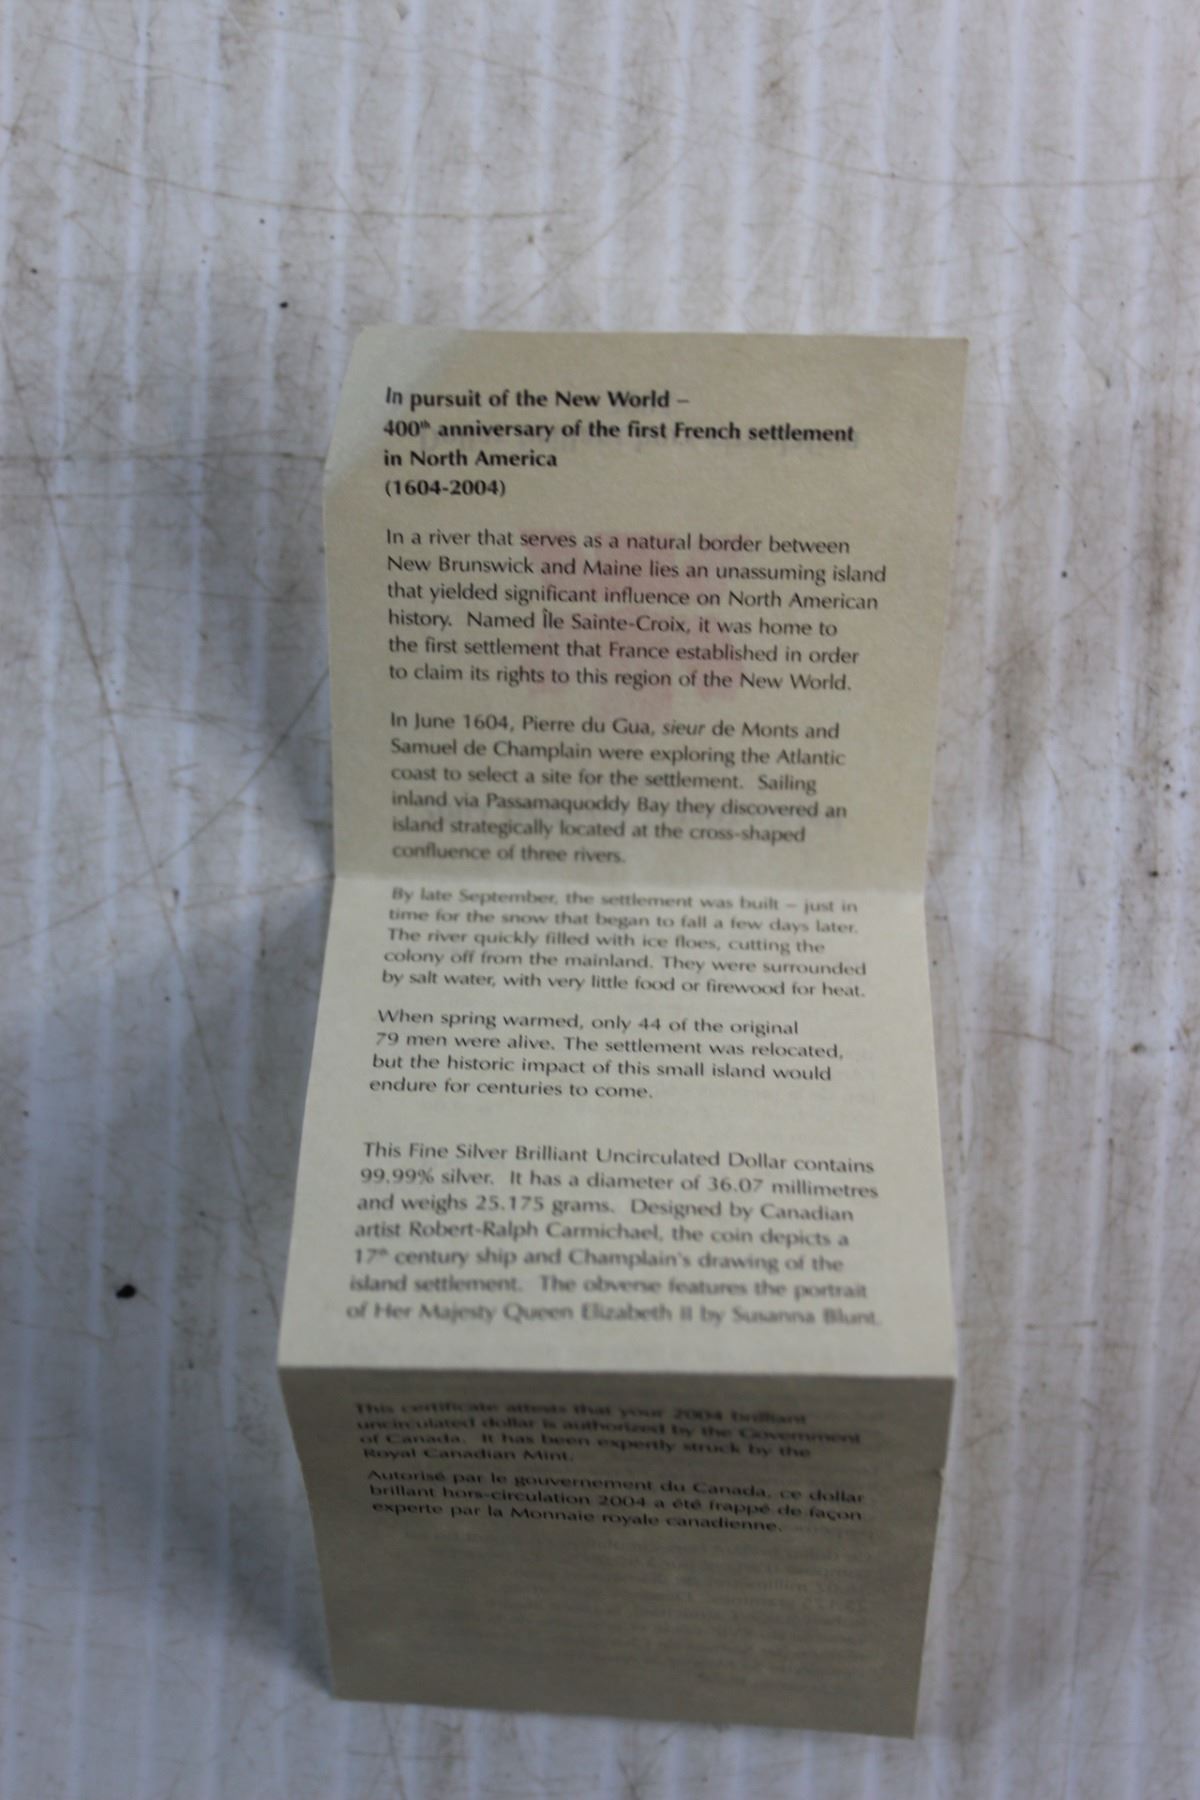 In pursuit of the New World –
400th anniversary of the first French settlement
in North America
(1604-2004)
In a river that serves as a natural border between
New Brunswick and Maine lies an unassuming island
that yielded significant influence on North American
history. Named Île Sainte-Croix, it was home to
the first settlement that France established in order
to claim its rights to this region of the New World.
In June 1604, Pierre du Gua, sieur de Monts and
Samuel de Champlain were exploring the Atlantic
coast to select a site for the settlement. Sailing
inland via Passamaquoddy Bay they discovered an
island strategically located at the cross-shaped
confluence of three rivers.
By late September, the settlement was built – just in
time for the snow that began to fall a few days later.
The river quickly filled with ice floes, cutting the
colony off from the mainland. They were surrounded
by salt water, with very little food or firewood for heat.
When spring warmed, only 44 of the original
79 men were alive. The settlement was relocated,
but the historic impact of this small island would
endure for centuries to come.
This Fine Silver Brilliant Uncirculated Dollar contains
99.99% silver. It has a diameter of 36.07 millimetres
and weighs 25.175 grams. Designed by Canadian
artist Robert-Ralph Carmichael, the coin depicts a
17th century ship and Champlain's drawing of the
island settlement. The obverse features the portrait
of Her Majesty Queen Elizabeth II by Susanna Blunt.
This certificate attests that your 2004 brilliant
uncirculated dollar is authorized by the Government
of Canada. It has been expertly struck by the
Royal Canadian Mint.
Autorisé par le gouvernement du Canada, ce dollar
brillant hors-circulation 2004 a été frappé de façon
experte par la Monnaie royale canadienne.